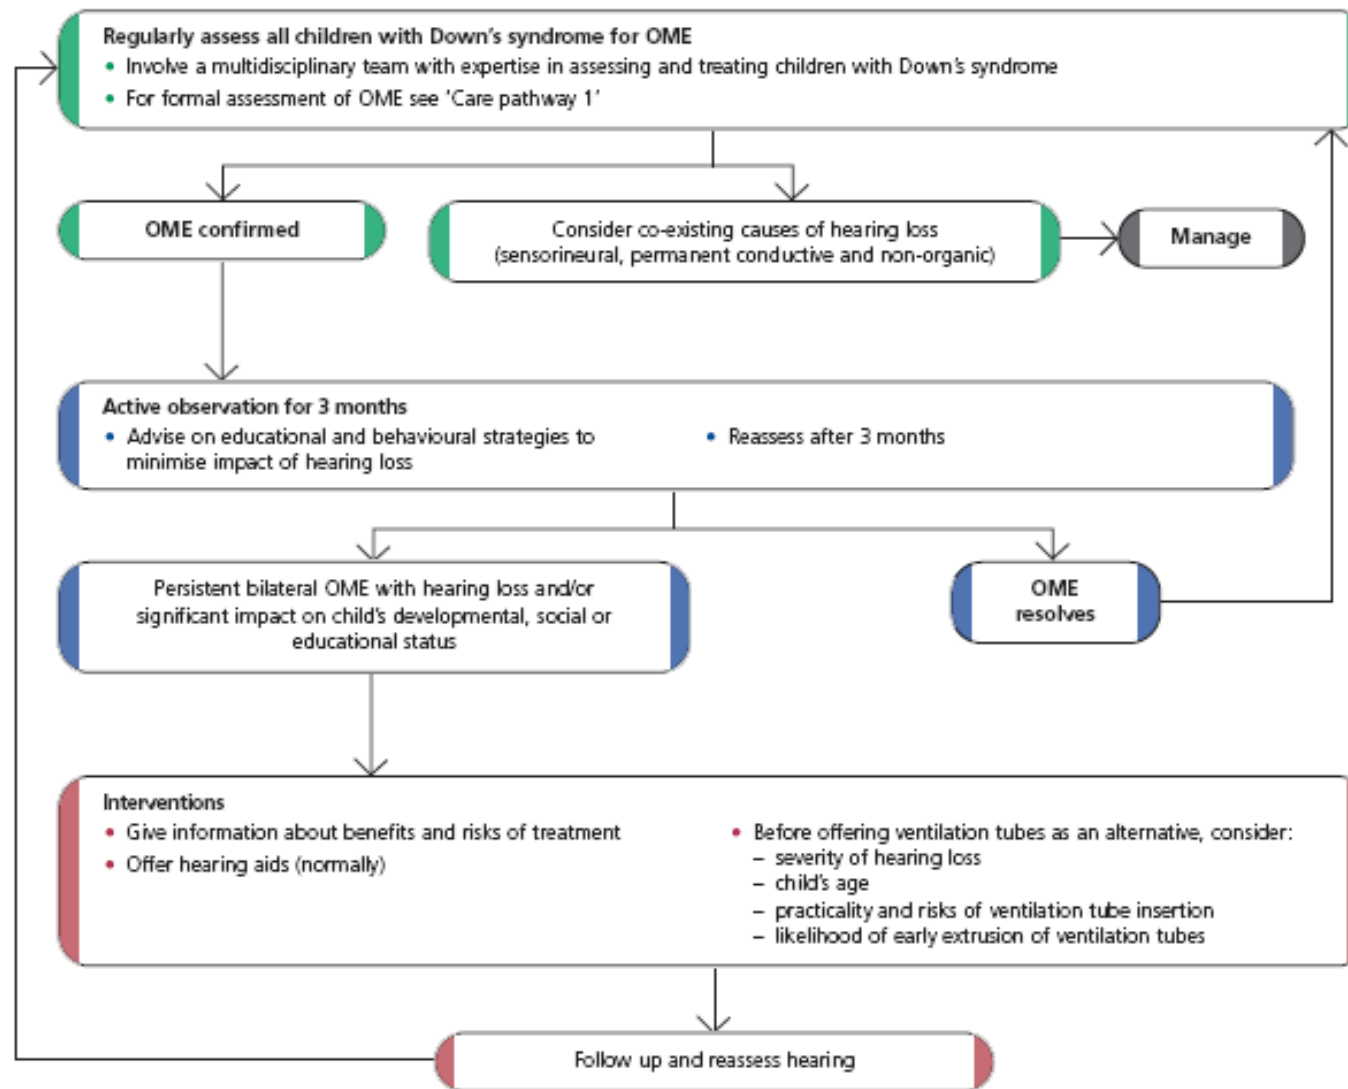 Regularly assess all children with Down's syndrome for OME
• Involve a multidisciplinary team with expertise in assessing and treating children with Down's syndrome
• For formal assessment of OME see 'Care pathway 1'
OME confirmed
Consider co-existing causes of hearing loss
(sensorineural, permanent conductive and non-organic)
Manage
Active observation for 3 months
• Advise on educational and behavioural strategies to
minimise impact of hearing loss
• Reassess after 3 months
Persistent bilateral OME with hearing loss and/or
significant impact on child's developmental, social or
educational status
OME
resolves
Interventions
• Give information about benefits and risks of treatment
• Offer hearing aids (normally)
• Before offering ventilation tubes as an alternative, consider:
– severity of hearing loss
– child's age
– practicality and risks of ventilation tube insertion
– likelihood of early extrusion of ventilation tubes
Follow up and reassess hearing